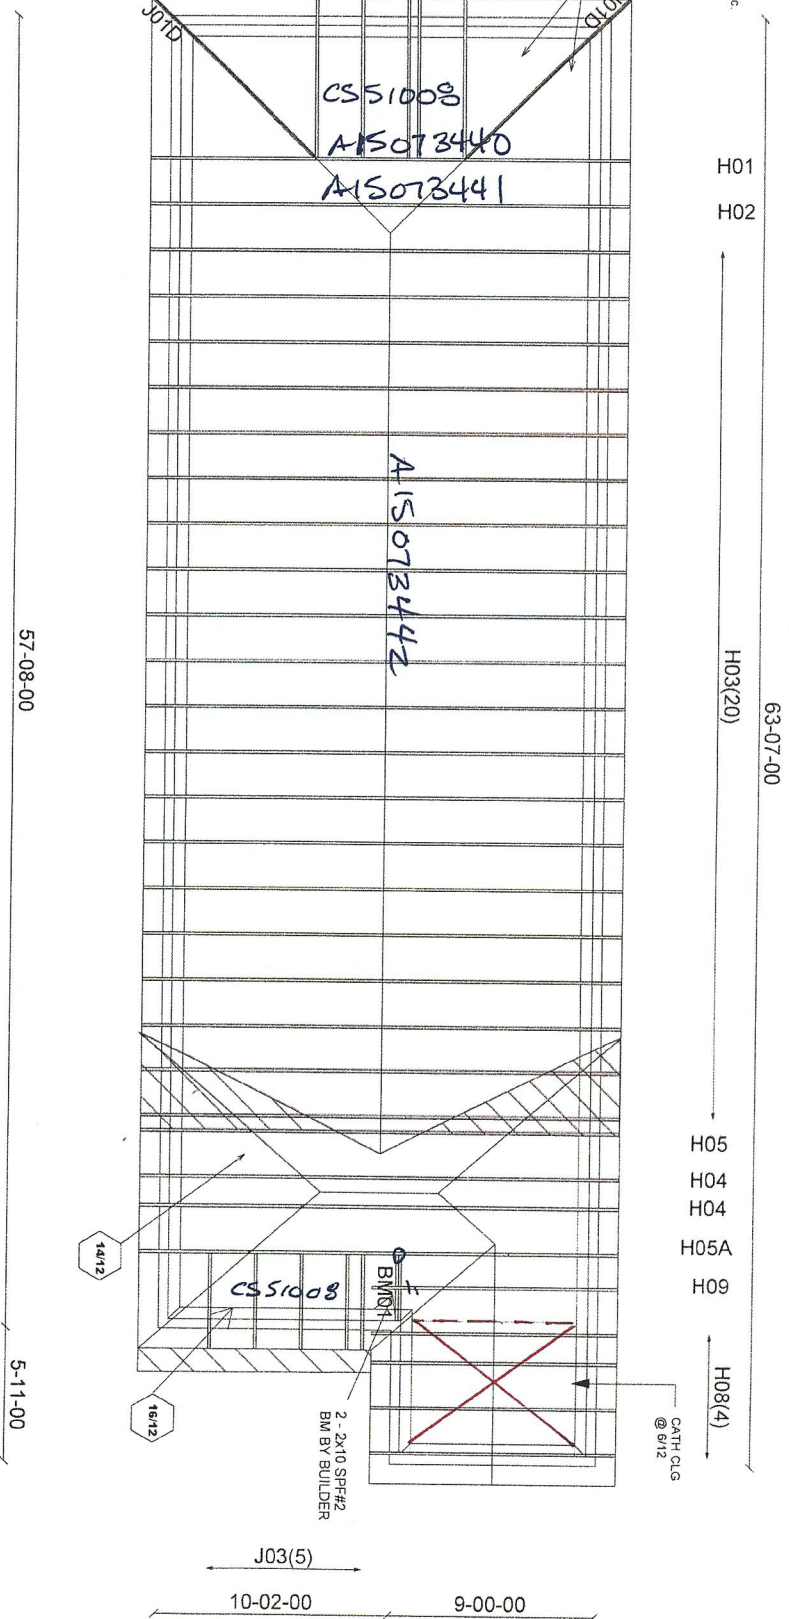 J01D
CS51008
A15073440
A15073441
H01
H02
A15073442
H03(20)
57-08-00
63-07-00
H05
H04
H04
H05A
H09
CS51008
BM01
14/12
16/12
2 - 2x10 SPF#2
BM BY BUILDER
CATH CLG
@ 6/12
H08(4)
5-11-00
J03(5)
10-02-00
9-00-00